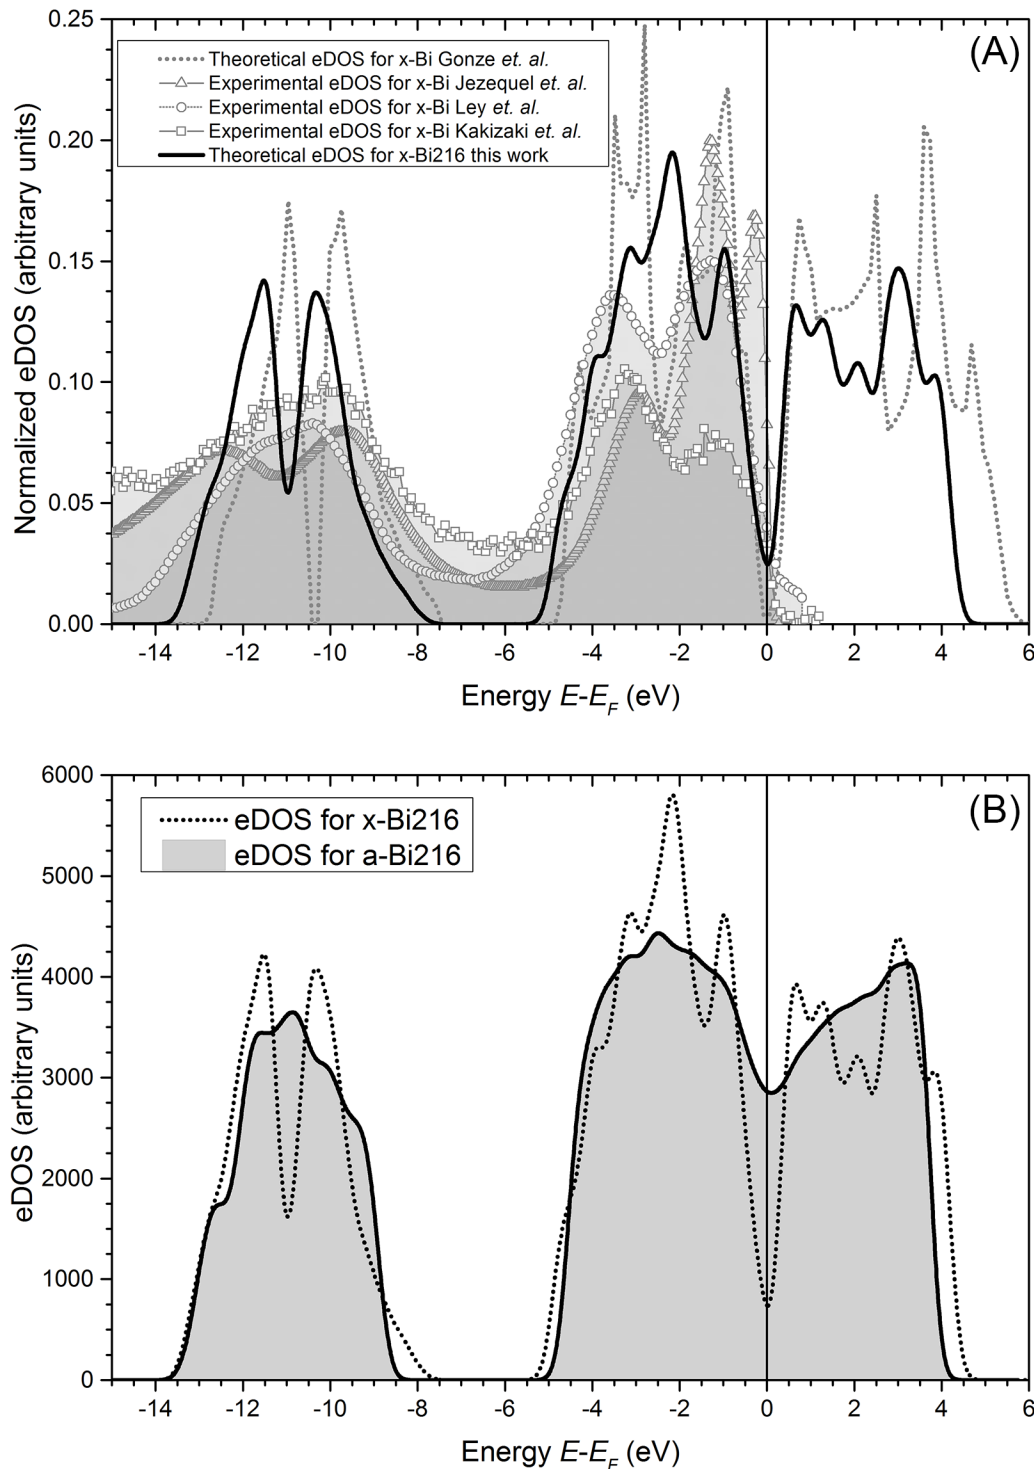 (A)
Theoretical eDOS for x-Bi Gonze et. al.
Experimental eDOS for x-Bi Jezequel et. al.
Experimental eDOS for x-Bi Ley et. al.
Experimental eDOS for x-Bi Kakizaki et. al.
Theoretical eDOS for x-Bi216 this work
Normalized eDOS (arbitrary units)
0.25
0.20
0.15
0.10
0.05
0.00
-14 -12 -10 -8 -6 -4 -2 0 2 4 6
Energy E-EF (eV)
(B)
eDOS for x-Bi216
eDOS for a-Bi216
eDOS (arbitrary units)
6000
5000
4000
3000
2000
1000
0
-14 -12 -10 -8 -6 -4 -2 0 2 4 6
Energy E-EF (eV)